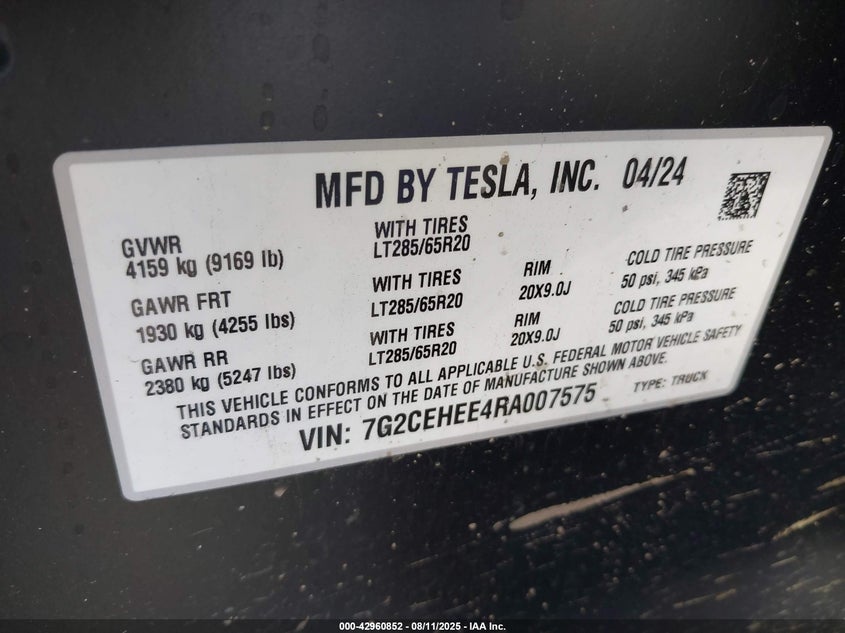 MFD BY TESLA, INC. 04/24
GVWR
4159 kg (9169 lb)
WITH TIRES
LT285/65R20
GAWR FRT
1930 kg (4255 lbs)
WITH TIRES
LT285/65R20
RIM
20X9.0J
COLD TIRE PRESSURE
50 psi, 345 kPa
GAWR RR
2380 kg (5247 lbs)
WITH TIRES
LT285/65R20
RIM
20X9.0J
COLD TIRE PRESSURE
50 psi, 345 kPa
THIS VEHICLE CONFORMS TO ALL APPLICABLE U.S. FEDERAL MOTOR VEHICLE SAFETY
STANDARDS IN EFFECT ON THE DATE OF MANUFACTURE SHOWN ABOVE.
VIN: 7G2CEHEE4RA007575
TYPE: TRUCK
000-42960852 - 08/11/2025 - IAA Inc.